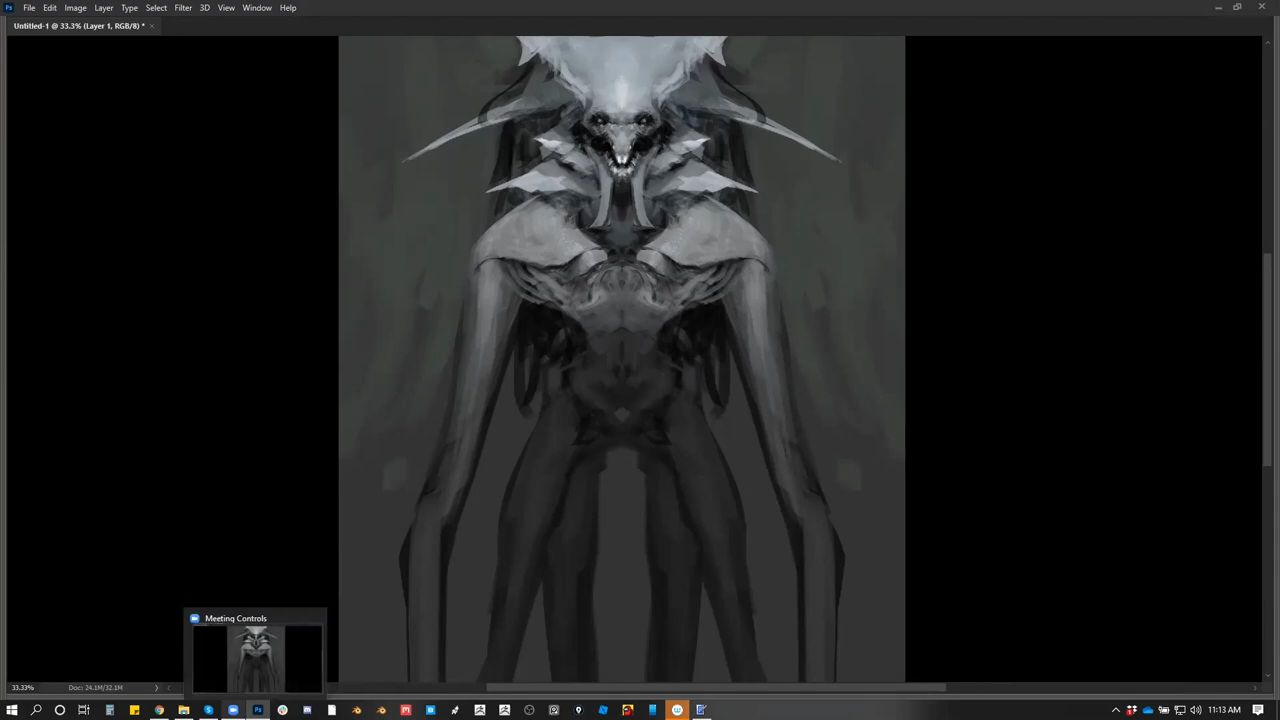 File Edit Image Layer Type Select Filter 3D View Window Help
Untitled-1 @ 33.3% (Layer 1, RGB/8) *
Meeting Controls
33.33% Doc: 24.1M/32.1M
11:13 AM